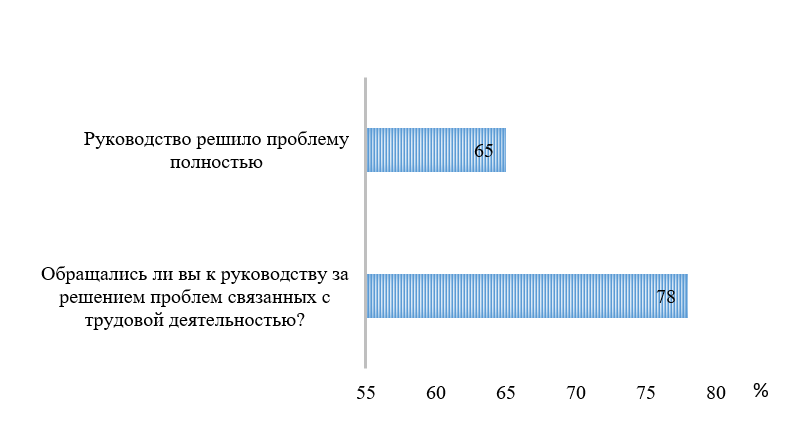 Руководство решило проблему
полностью
65
Обращались ли вы к руководству за
решением проблем связанных с
трудовой деятельностью?
78
55 60 65 70 75 80 %